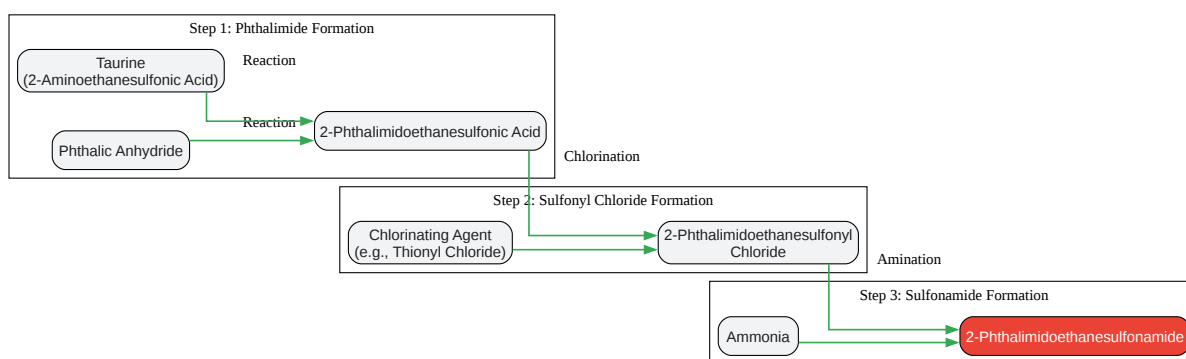 Step 1: Phthalimide Formation
Taurine
(2-Aminoethanesulfonic Acid)
Reaction
Reaction
Phthalic Anhydride
2-Phthalimidoethanesulfonic Acid
Chlorination
Step 2: Sulfonyl Chloride Formation
Chlorinating Agent
(e.g., Thionyl Chloride)
2-Phthalimidoethanesulfonyl
Chloride
Amination
Step 3: Sulfonamide Formation
Ammonia
2-Phthalimidoethanesulfonamide